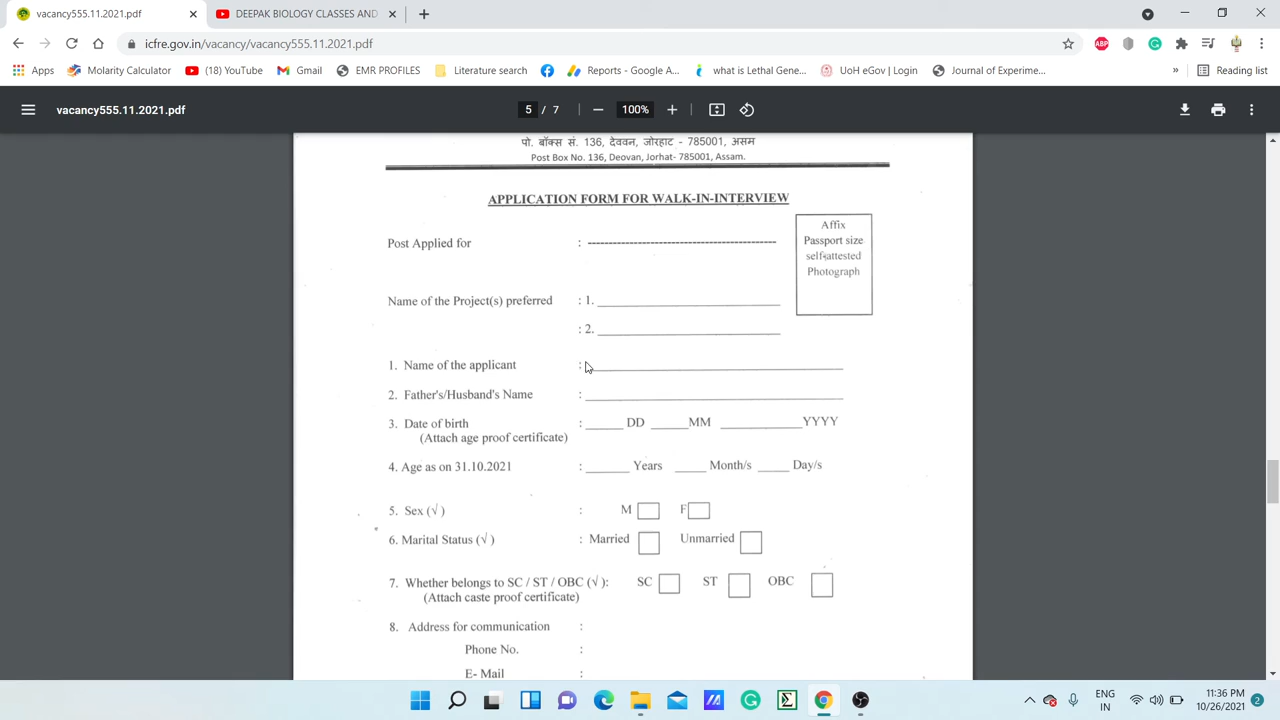 vacancy555.11.2021.pdf
DEEPAK BIOLOGY CLASSES AND
icfre.gov.in/vacancy/vacancy555.11.2021.pdf
ABP
Apps
Molarity Calculator
(18) YouTube
Gmail
EMR PROFILES
Literature search
Reports - Google A...
what is Lethal Gene...
UoH eGov | Login
Journal of Experime...
»
Reading list
vacancy555.11.2021.pdf
5 / 7
100%
पो. बॉक्स सं. 136, देववन, जोरहाट - 785001, असम
Post Box No. 136, Deovan, Jorhat- 785001, Assam.
APPLICATION FORM FOR WALK-IN-INTERVIEW
Affix
Passport size
self-attested
Photograph
Post Applied for :
Name of the Project(s) preferred : 1.
: 2.
1. Name of the applicant :
2. Father's/Husband's Name :
3. Date of birth : DD MM YYYY
(Attach age proof certificate)
4. Age as on 31.10.2021 : Years Month/s Day/s
5. Sex (√ ) : M F
6. Marital Status (√ ) : Married Unmarried
7. Whether belongs to SC / ST / OBC (√ ): SC ST OBC
(Attach caste proof certificate)
8. Address for communication :
Phone No. :
E- Mail :
ENG
IN
11:36 PM
10/26/2021
2